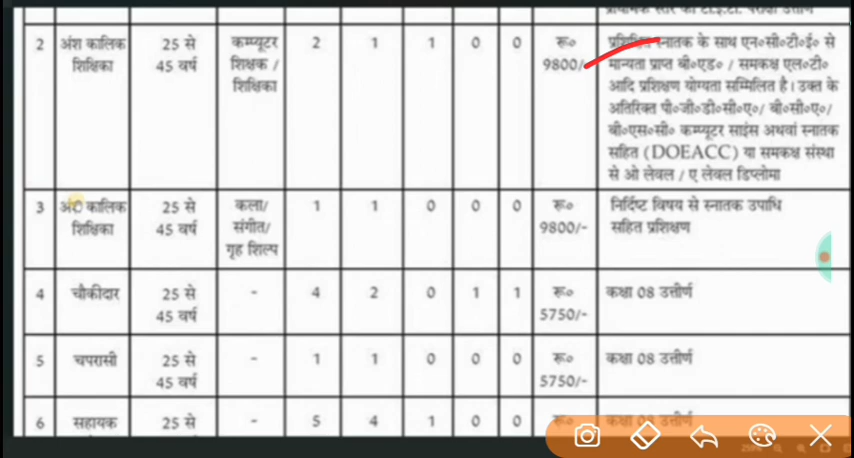 2 अंश कालिक शिक्षिका 25 से 45 वर्ष कम्प्यूटर शिक्षक / शिक्षिका 2 1 1 0 0 रू० 9800/-
प्रशिक्षित स्नातक के साथ एन०सी०टी०ई० से
मान्यता प्राप्त बी०एड० / समकक्ष एल०टी०
आदि प्रशिक्षण योग्यता सम्मिलित है। उक्त के
अतिरिक्त पी०जी०डी०सी०ए०/ बी०सी०ए०/
बी०एस०सी० कम्प्यूटर साइंस अथवा स्नातक
सहित (DOEACC) या समकक्ष संस्था
से ओ लेवल / ए लेवल डिप्लोमा
3 अंश कालिक शिक्षिका 25 से 45 वर्ष कला/ संगीत/ गृह शिल्प 1 1 0 0 0 रू० 9800/-
निर्दिष्ट विषय से स्नातक उपाधि
सहित प्रशिक्षण
4 चौकीदार 25 से 45 वर्ष - 4 2 0 1 1 रू० 5750/- कक्षा 08 उत्तीर्ण
5 चपरासी 25 से 45 वर्ष - 1 1 0 0 0 रू० 5750/- कक्षा 08 उत्तीर्ण
6 सहायक 25 से - 5 4 1 0 0 रू० कक्षा 08 उत्तीर्ण